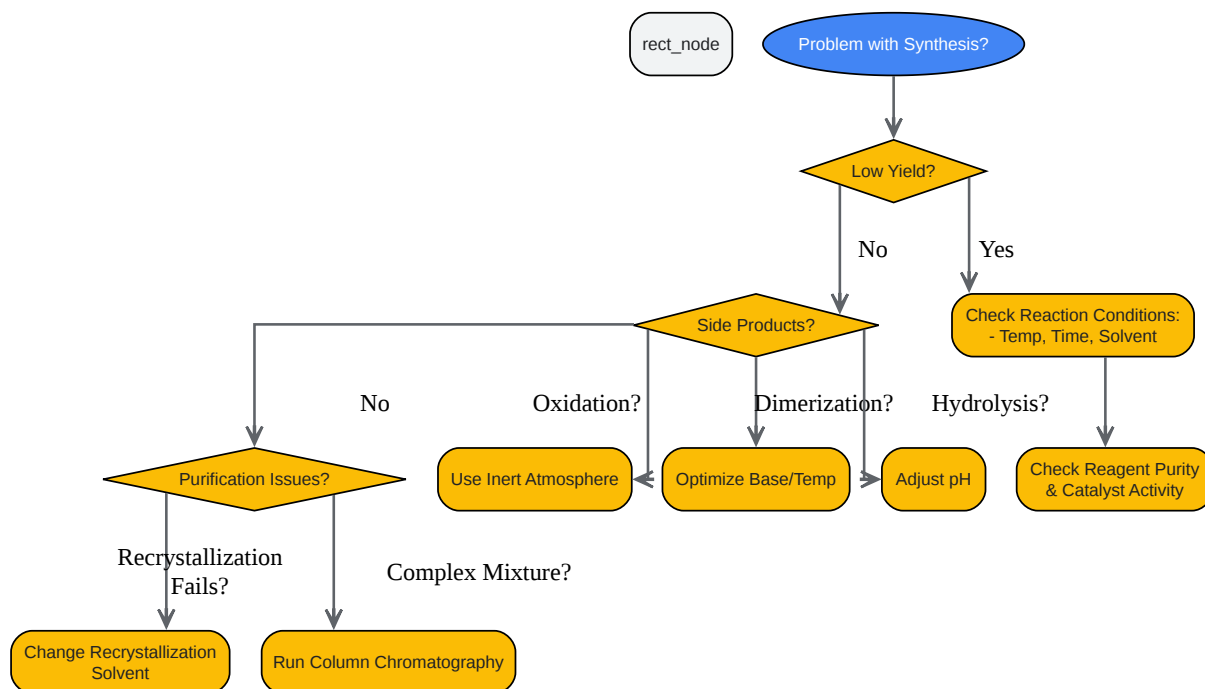 rect_node
Problem with Synthesis?
Low Yield?
No
Yes
Side Products?
Check Reaction Conditions:
- Temp, Time, Solvent
No
Oxidation?
Dimerization?
Hydrolysis?
Purification Issues?
Use Inert Atmosphere
Optimize Base/Temp
Adjust pH
Check Reagent Purity
& Catalyst Activity
Recrystallization
Fails?
Complex Mixture?
Change Recrystallization
Solvent
Run Column Chromatography